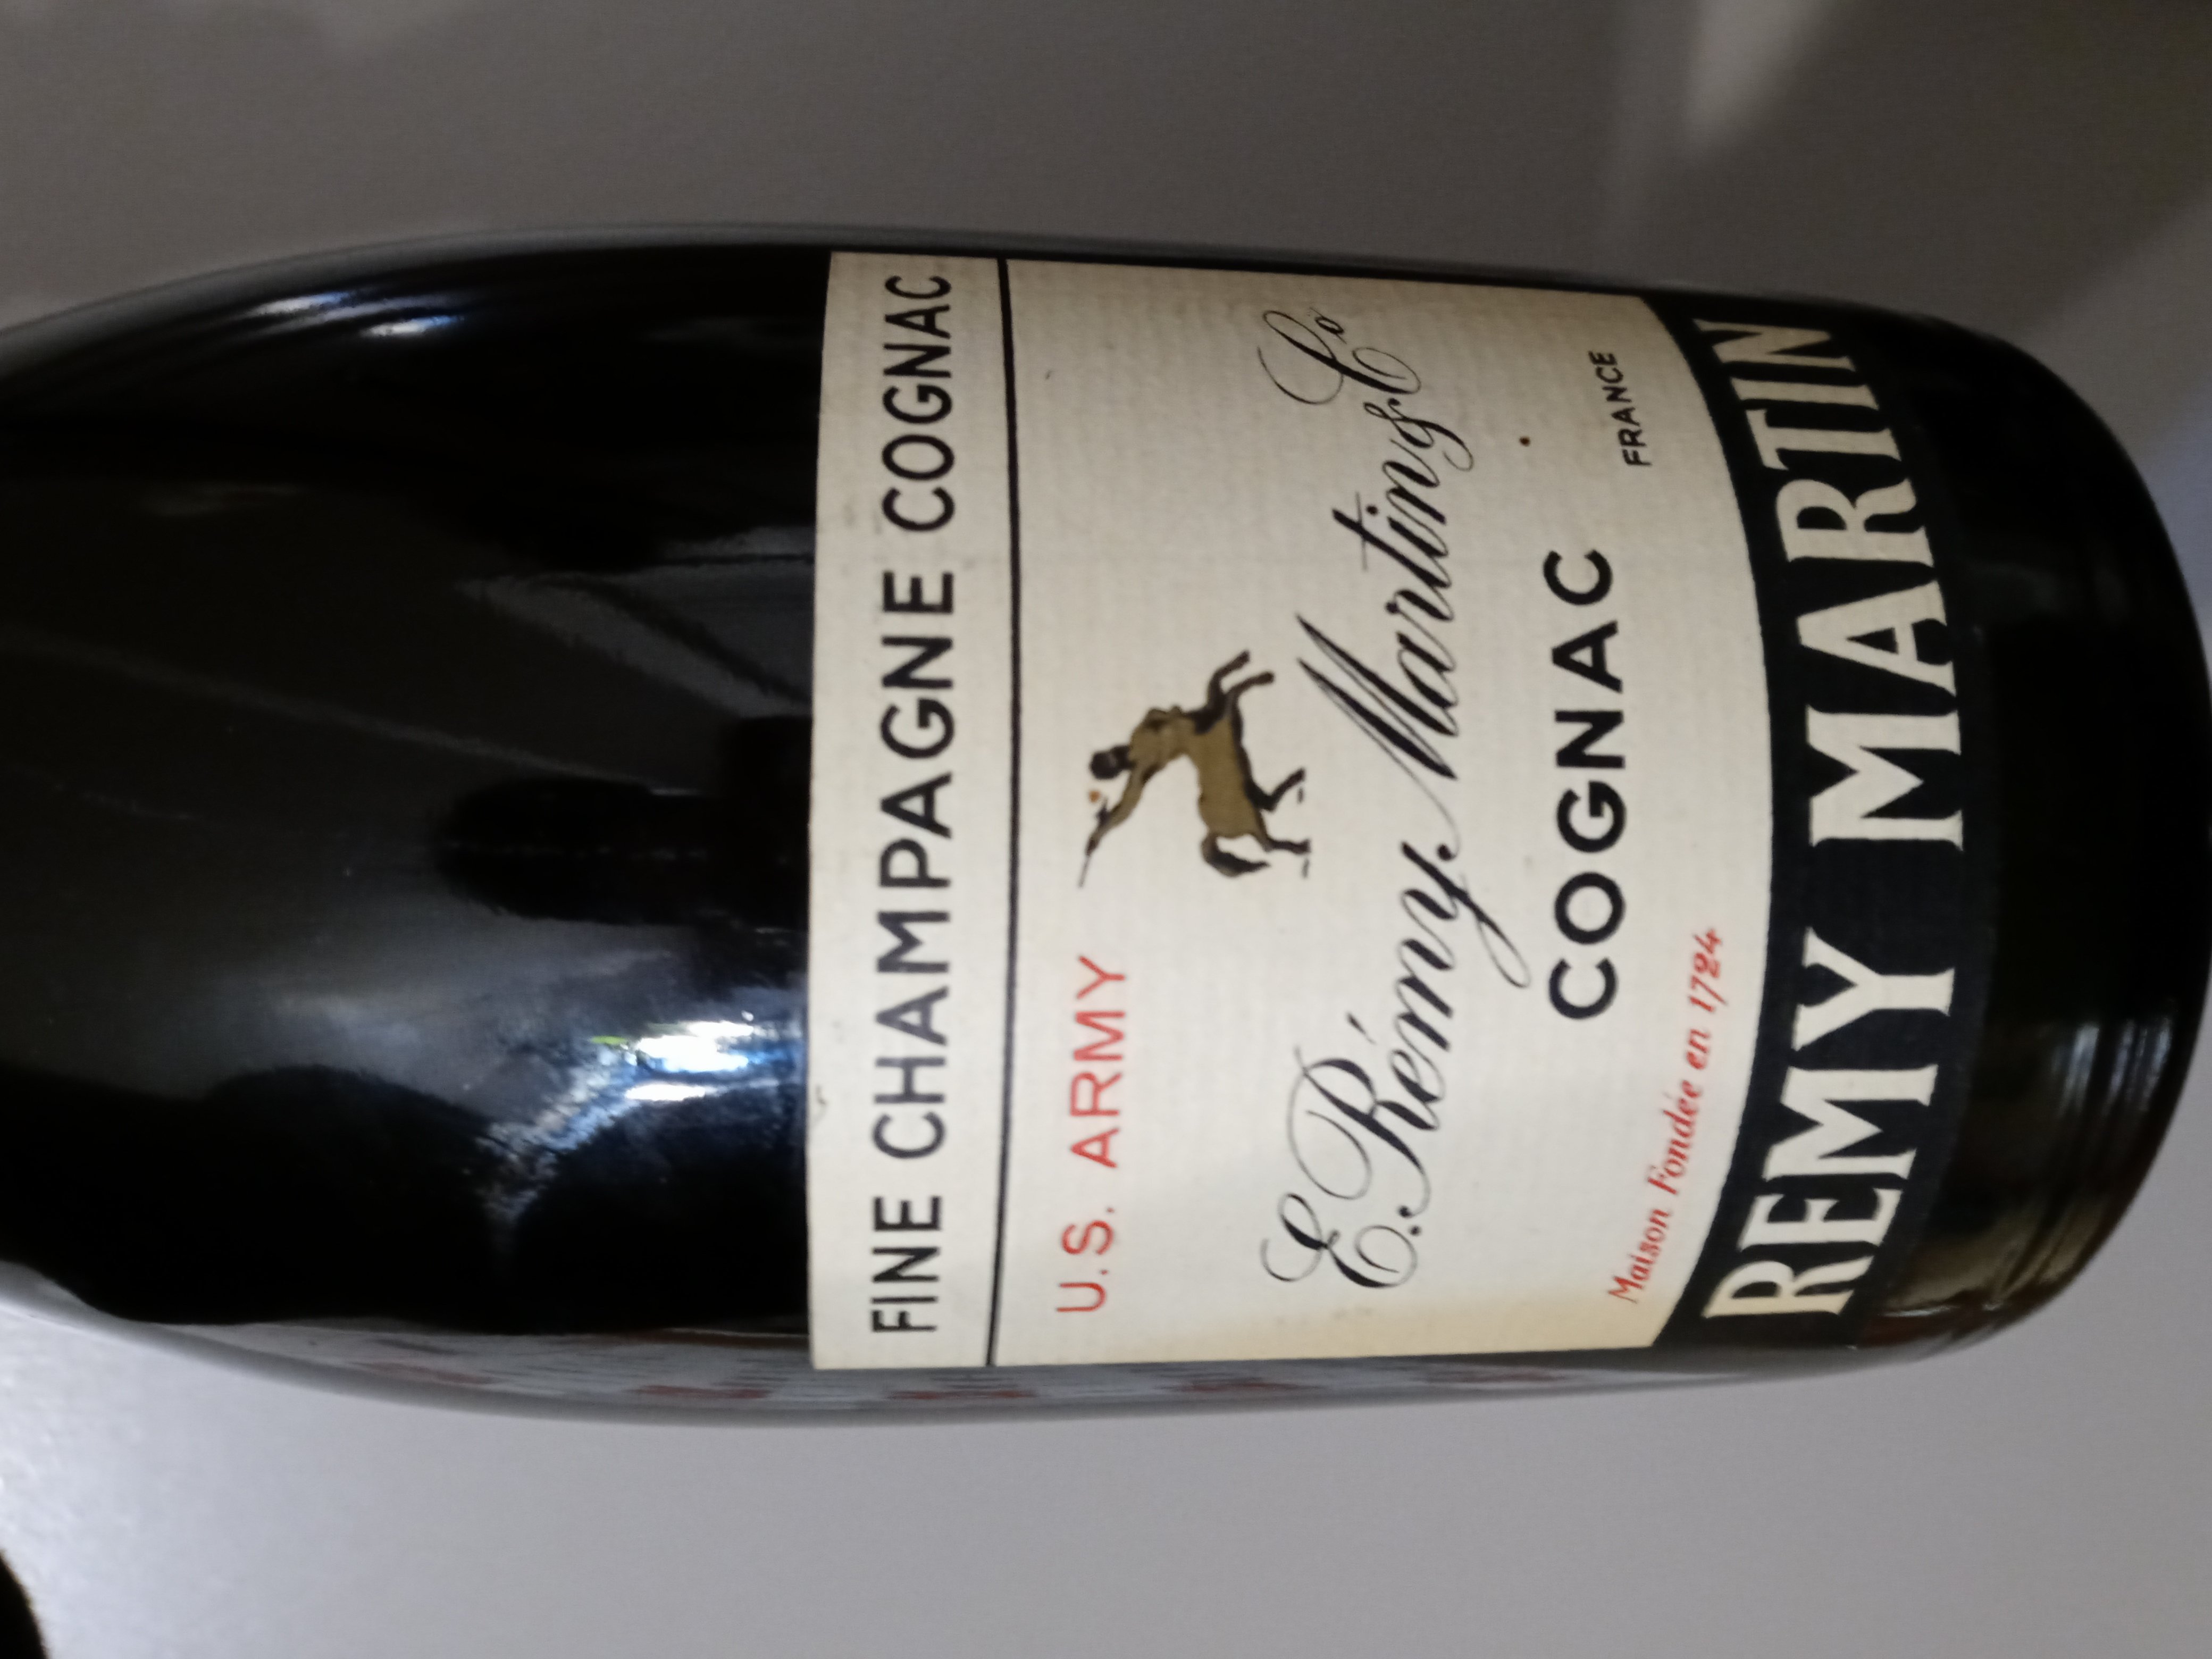 FINE CHAMPAGNE COGNAC
U.S. ARMY
E. Rémy Martin & Co
COGNAC
FRANCE
Maison Fondée en 1724
REMY MARTIN